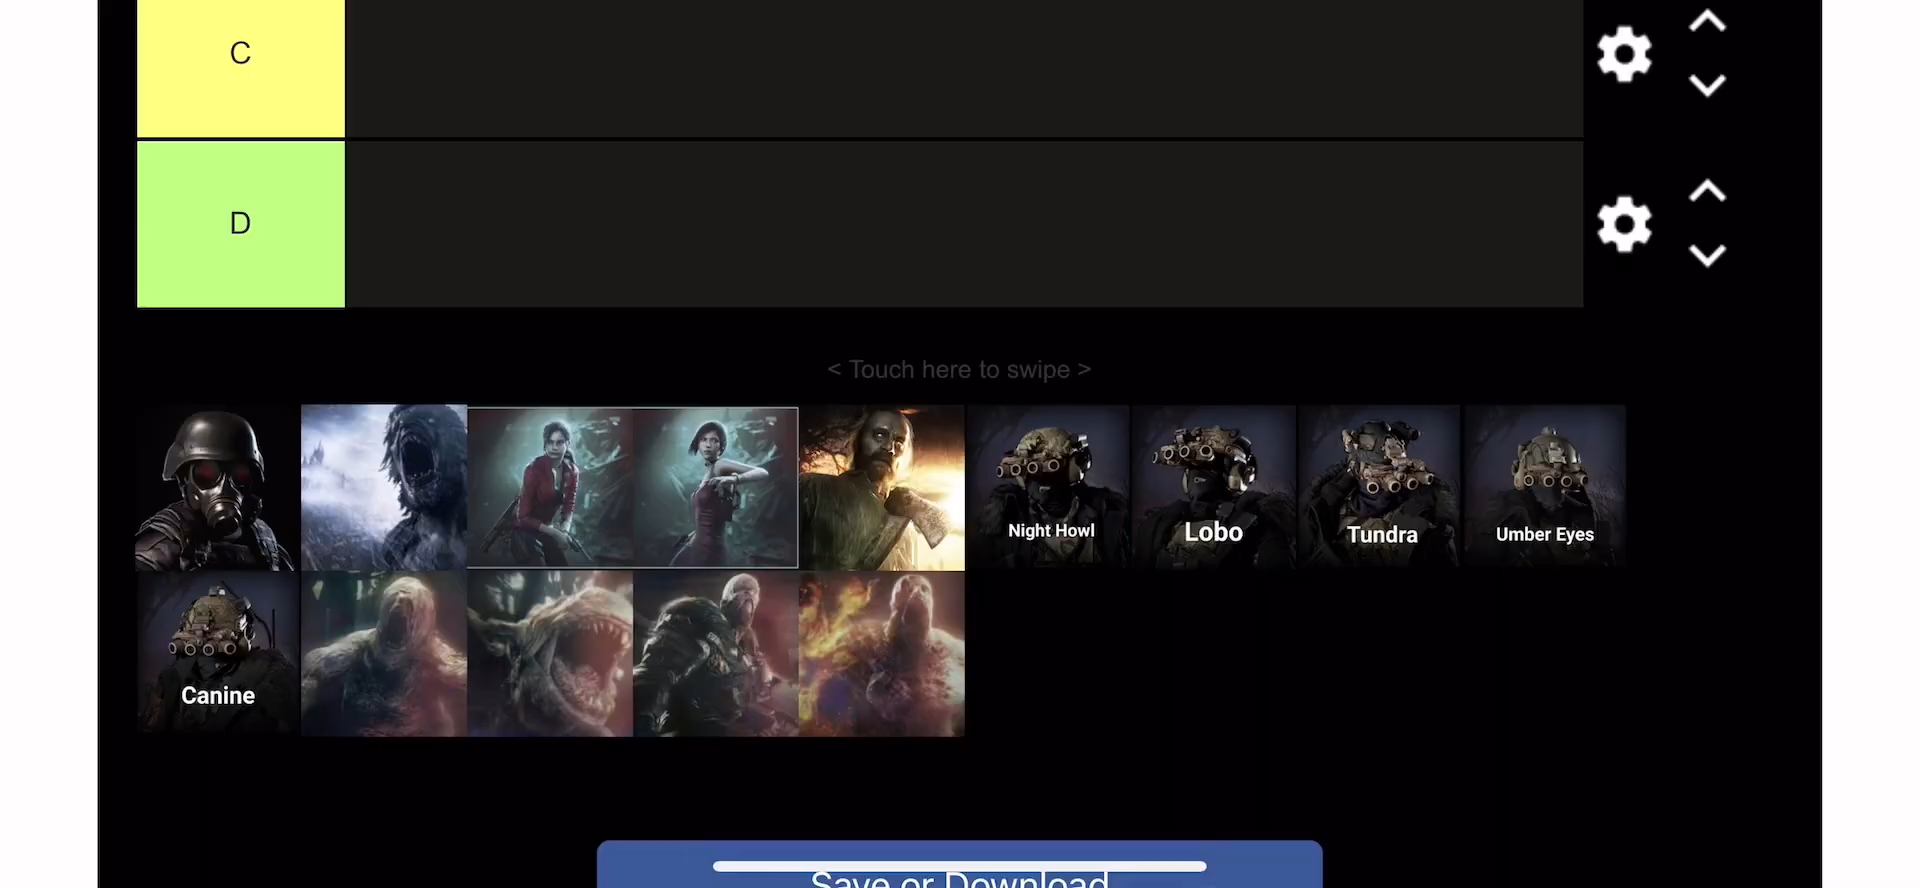 C
D
< Touch here to swipe >
Night Howl
Lobo
Tundra
Umber Eyes
Canine
Save or Download